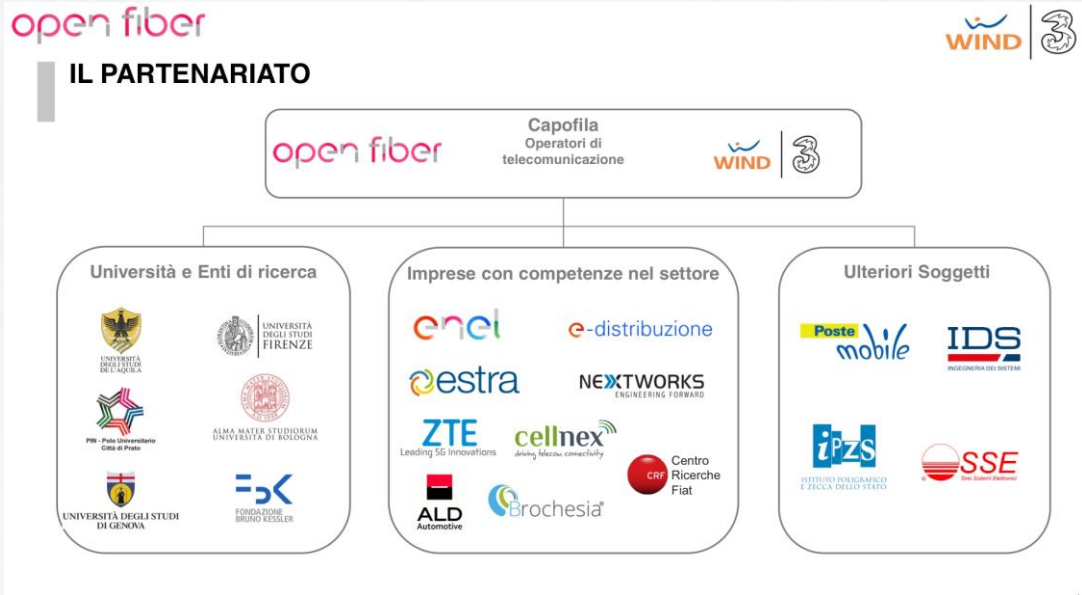 open fiber
WIND 3
IL PARTENARIATO
Capofila
Operatori di
telecomunicazione
open fiber
WIND 3
Università e Enti di ricerca
UNIVERSITÀ
DEGLI STUDI
DE L'AQUILA
UNIVERSITÀ
DEGLI STUDI
FIRENZE
PIN - Polo Universitario
Città di Prato
ALMA MATER STUDIORUM
UNIVERSITÀ DI BOLOGNA
UNIVERSITÀ DEGLI STUDI
DI GENOVA
FBK
FONDAZIONE
BRUNO KESSLER
Imprese con competenze nel settore
enel
e-distribuzione
estra
NEXTWORKS
ENGINEERING FORWARD
ZTE
Leading 5G Innovations
cellnex
driving telecom connectivity
CRF
Centro
Ricerche
Fiat
ALD
Automotive
Brochesia®
Ulteriori Soggetti
Poste
mobile
IDS
INGEGNERIA DEI SISTEMI
iPZS
ISTITUTO POLIGRAFICO
E ZECCA DELLO STATO
SSE
Sirio Sistemi Elettronici